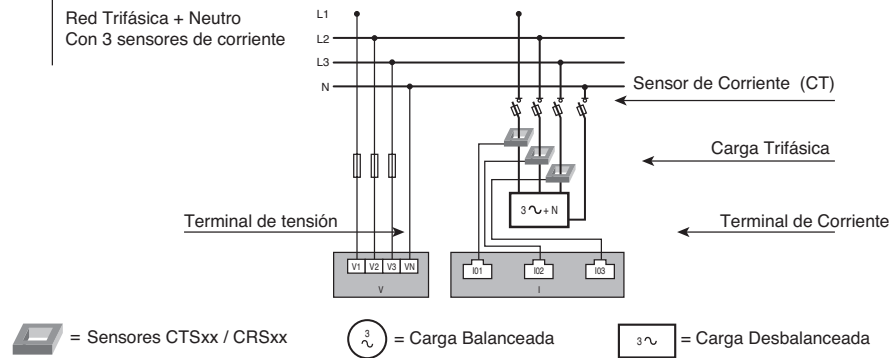 Red Trifásica + Neutro
Con 3 sensores de corriente
L1
L2
L3
N
Sensor de Corriente (CT)
Carga Trifásica
3 ∿ + N
Terminal de tensión
Terminal de Corriente
V1 V2 V3 VN
V
I01 I02 I03
I
= Sensores CTSxx / CRSxx
3 ∿
= Carga Balanceada
3 ∿
= Carga Desbalanceada